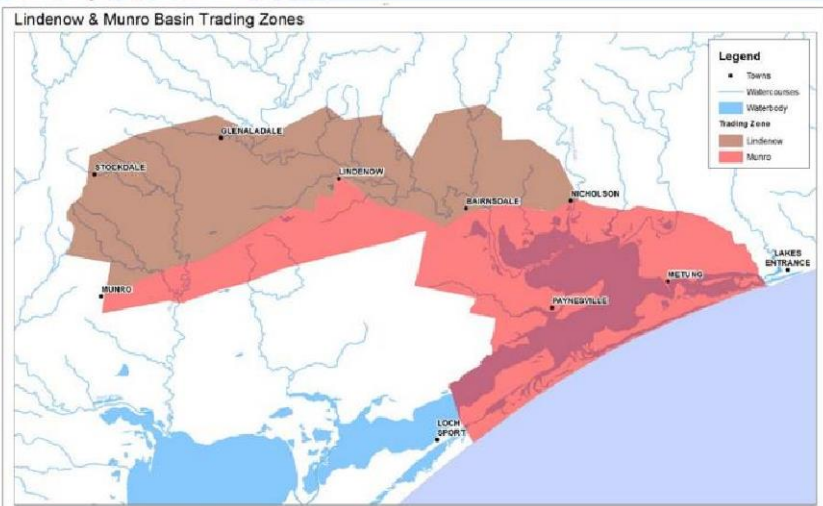 Lindenow & Munro Basin Trading Zones
Legend
Towns
Watercourses
Waterbody
Trading Zone
Lindenow
Munro
GLENALADALE
STOCKDALE
LINDENOW
NICHOLSON
BAIRNSDALE
LAKES
ENTRANCE
METUNG
MUNRO
PAYNESVILLE
LOCH
SPORT